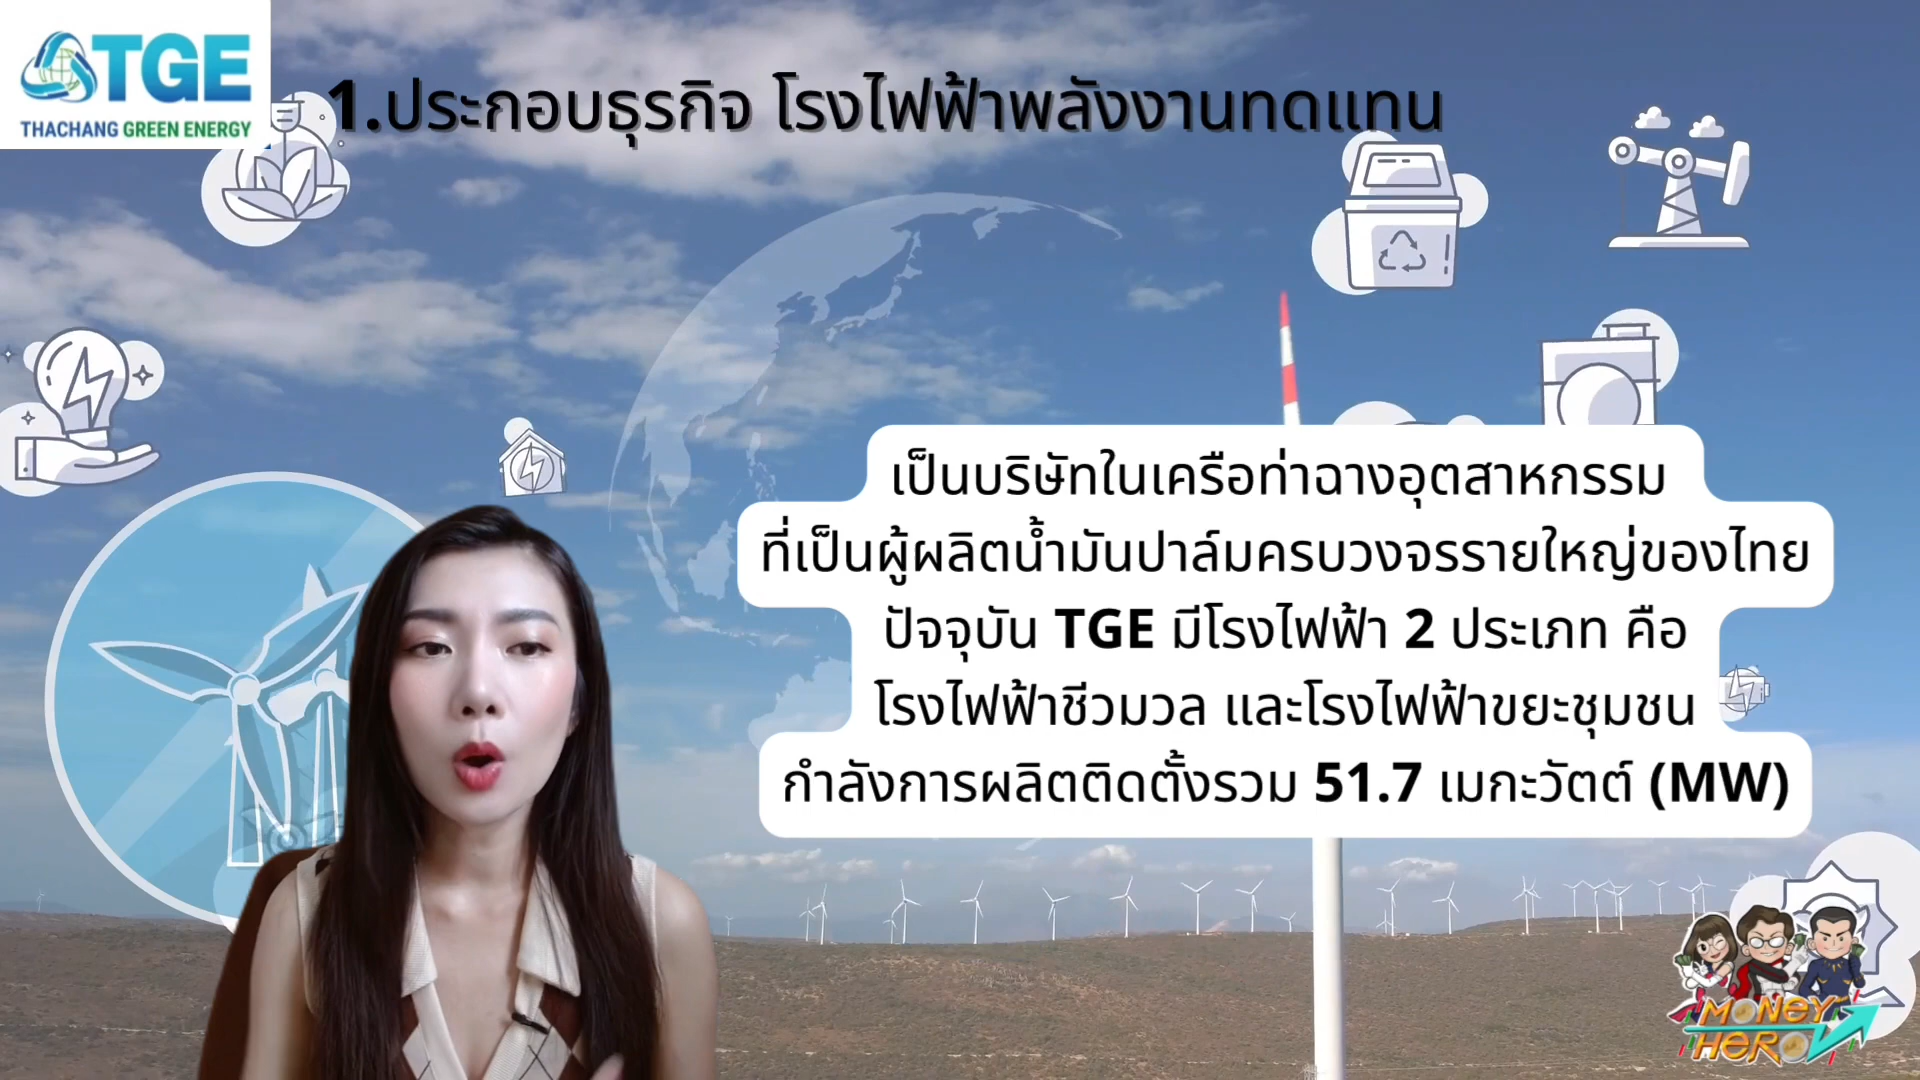 TGE
THACHANG GREEN ENERGY
1.ประกอบธุรกิจ โรงไฟฟ้าพลังงานทดแทน
เป็นบริษัทในเครือท่าฉางอุตสาหกรรม
ที่เป็นผู้ผลิตน้ำมันปาล์มครบวงจรรายใหญ่ของไทย
ปัจจุบัน TGE มีโรงไฟฟ้า 2 ประเภท คือ
โรงไฟฟ้าชีวมวล และโรงไฟฟ้าขยะชุมชน
กำลังการผลิตติดตั้งรวม 51.7 เมกะวัตต์ (MW)
MONEY
HERO